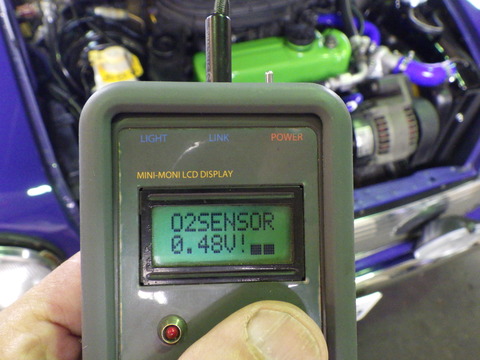 LIGHT LINK POWER
MINI-MONI LCD DISPLAY
O2SENSOR
0.48V!